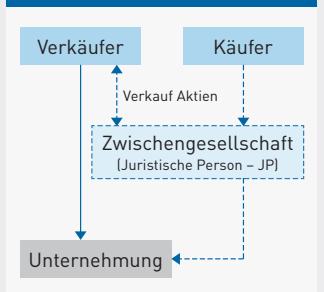 Verkäufer
Käufer
Verkauf Aktien
Zwischengesellschaft
(Juristische Person – JP)
Unternehmung